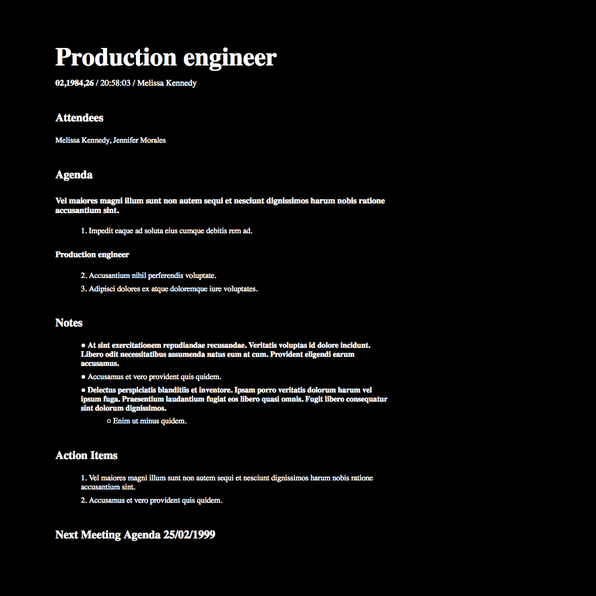 Production engineer
02,1984,26 / 20:58:03 / Melissa Kennedy
Attendees
Melissa Kennedy, Jennifer Morales
Agenda
Vel maiores magni illum sunt non autem sequi et nesciunt dignissimos harum nobis ratione
accusantium sint.
1. Impedit eaque ad soluta eius cumque debitis rem ad.
Production engineer
2. Accusantium nihil perferendis voluptate.
3. Adipisci dolores ex atque doloremque iure voluptates.
Notes
● At sint exercitationem repudiandae recusandae. Veritatis voluptas id dolore incidunt.
Libero odit necessitatibus assumenda natus eum at cum. Provident eligendi earum
accusamus.
● Accusamus et vero provident quis quidem.
● Delectus perspiciatis blanditiis et inventore. Ipsam porro veritatis dolorum harum vel
ipsum fuga. Praesentium laudantium fugiat eos libero quasi omnis. Fugit libero consequatur
sint dolorum dignissimos.
○ Enim ut minus quidem.
Action Items
1. Vel maiores magni illum sunt non autem sequi et nesciunt dignissimos harum nobis ratione
accusantium sint.
2. Accusamus et vero provident quis quidem.
Next Meeting Agenda 25/02/1999